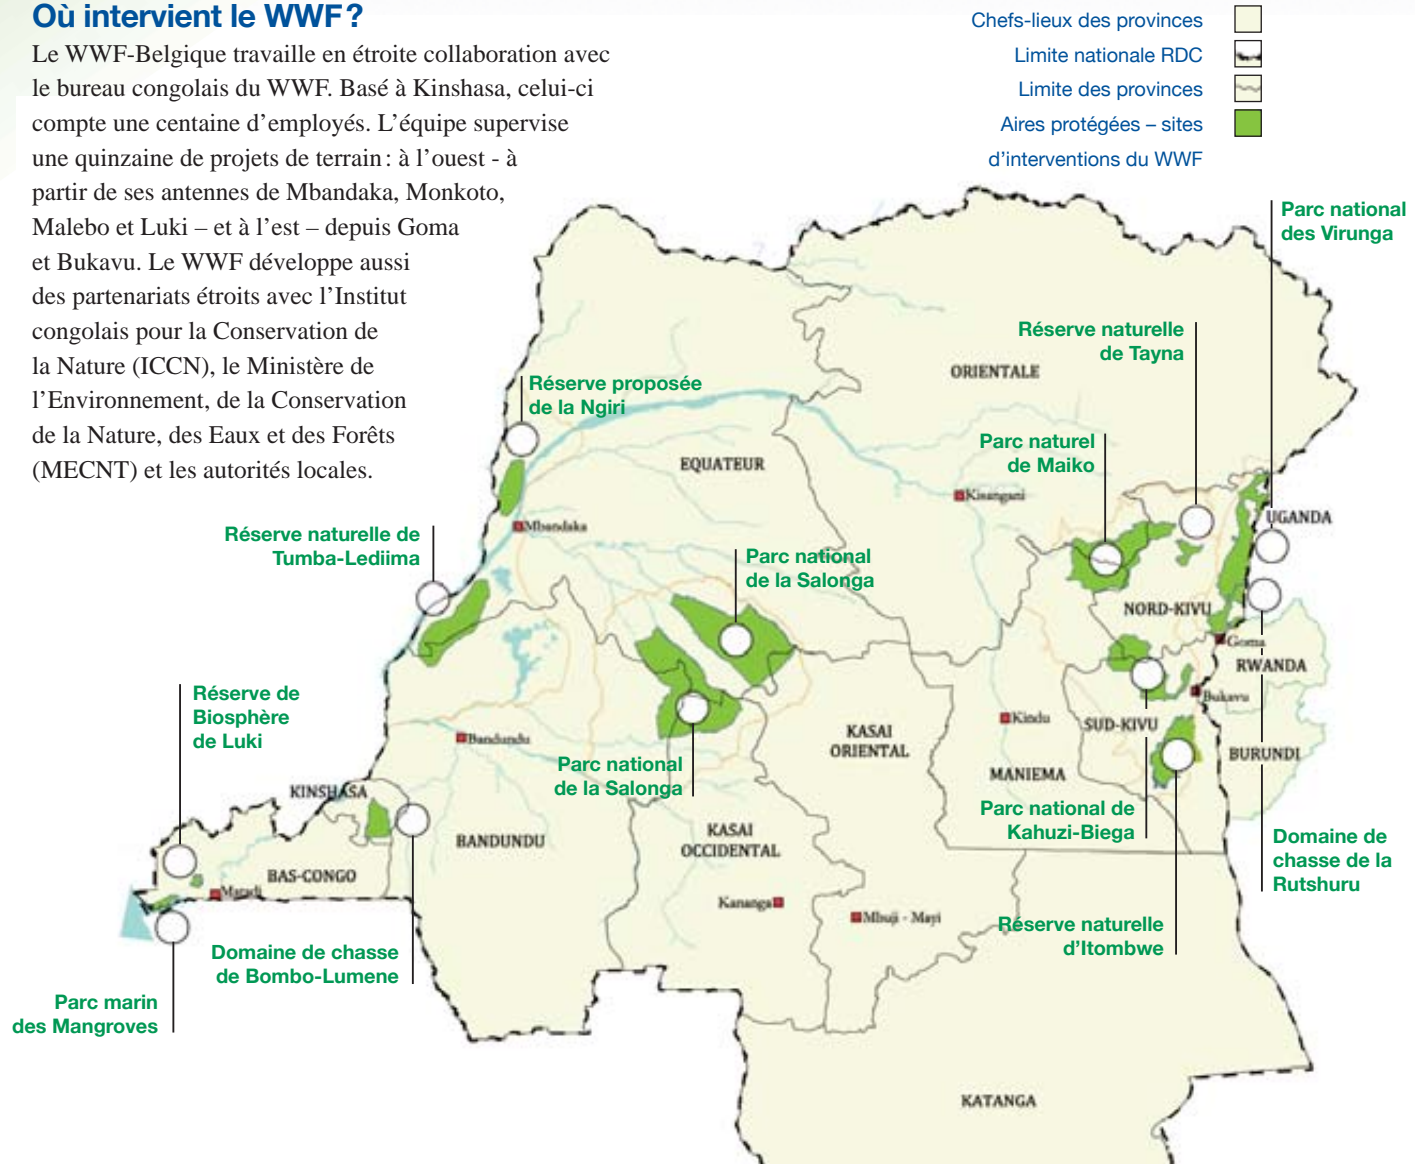 Où intervient le WWF ?
Le WWF-Belgique travaille en étroite collaboration avec
le bureau congolais du WWF. Basé à Kinshasa, celui-ci
compte une centaine d’employés. L’équipe supervise
une quinzaine de projets de terrain : à l’ouest - à
partir de ses antennes de Mbandaka, Monkoto,
Malebo et Luki – et à l’est – depuis Goma
et Bukavu. Le WWF développe aussi
des partenariats étroits avec l’Institut
congolais pour la Conservation de
la Nature (ICCN), le Ministère de
l’Environnement, de la Conservation
de la Nature, des Eaux et des Forêts
(MECNT) et les autorités locales.
Chefs-lieux des provinces
Limite nationale RDC
Limite des provinces
Aires protégées – sites
d’interventions du WWF
Parc national
des Virunga
Réserve naturelle
de Tayna
ORIENTALE
Réserve proposée
de la Ngiri
Parc naturel
de Maiko
EQUATEUR
Kisangani
UGANDA
Mbandaka
Réserve naturelle de
Tumba-Lediima
Parc national
de la Salonga
NORD-KIVU
Goma
RWANDA
Réserve de
Biosphère
de Luki
Bukavu
Kindu
SUD-KIVU
KASAI
ORIENTAL
Bandundu
BURUNDI
Parc national
de la Salonga
MANIEMA
KINSHASA
Parc national de
Kahuzi-Biega
KASAI
OCCIDENTAL
BANDUNDU
Domaine de
chasse de la
Rutshuru
BAS-CONGO
Matadi
Kananga
Mbuji - Mayi
Réserve naturelle
d’Itombwe
Domaine de chasse
de Bombo-Lumene
Parc marin
des Mangroves
KATANGA